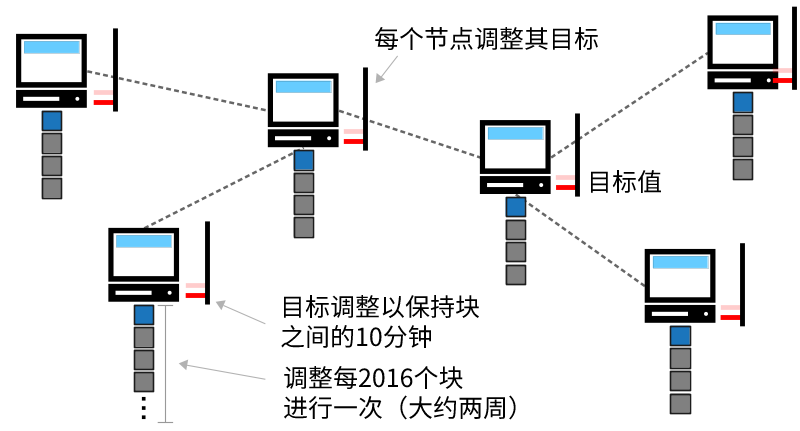 每个节点调整其目标
目标值
目标调整以保持块
之间的10分钟
调整每2016个块
进行一次（大约两周）